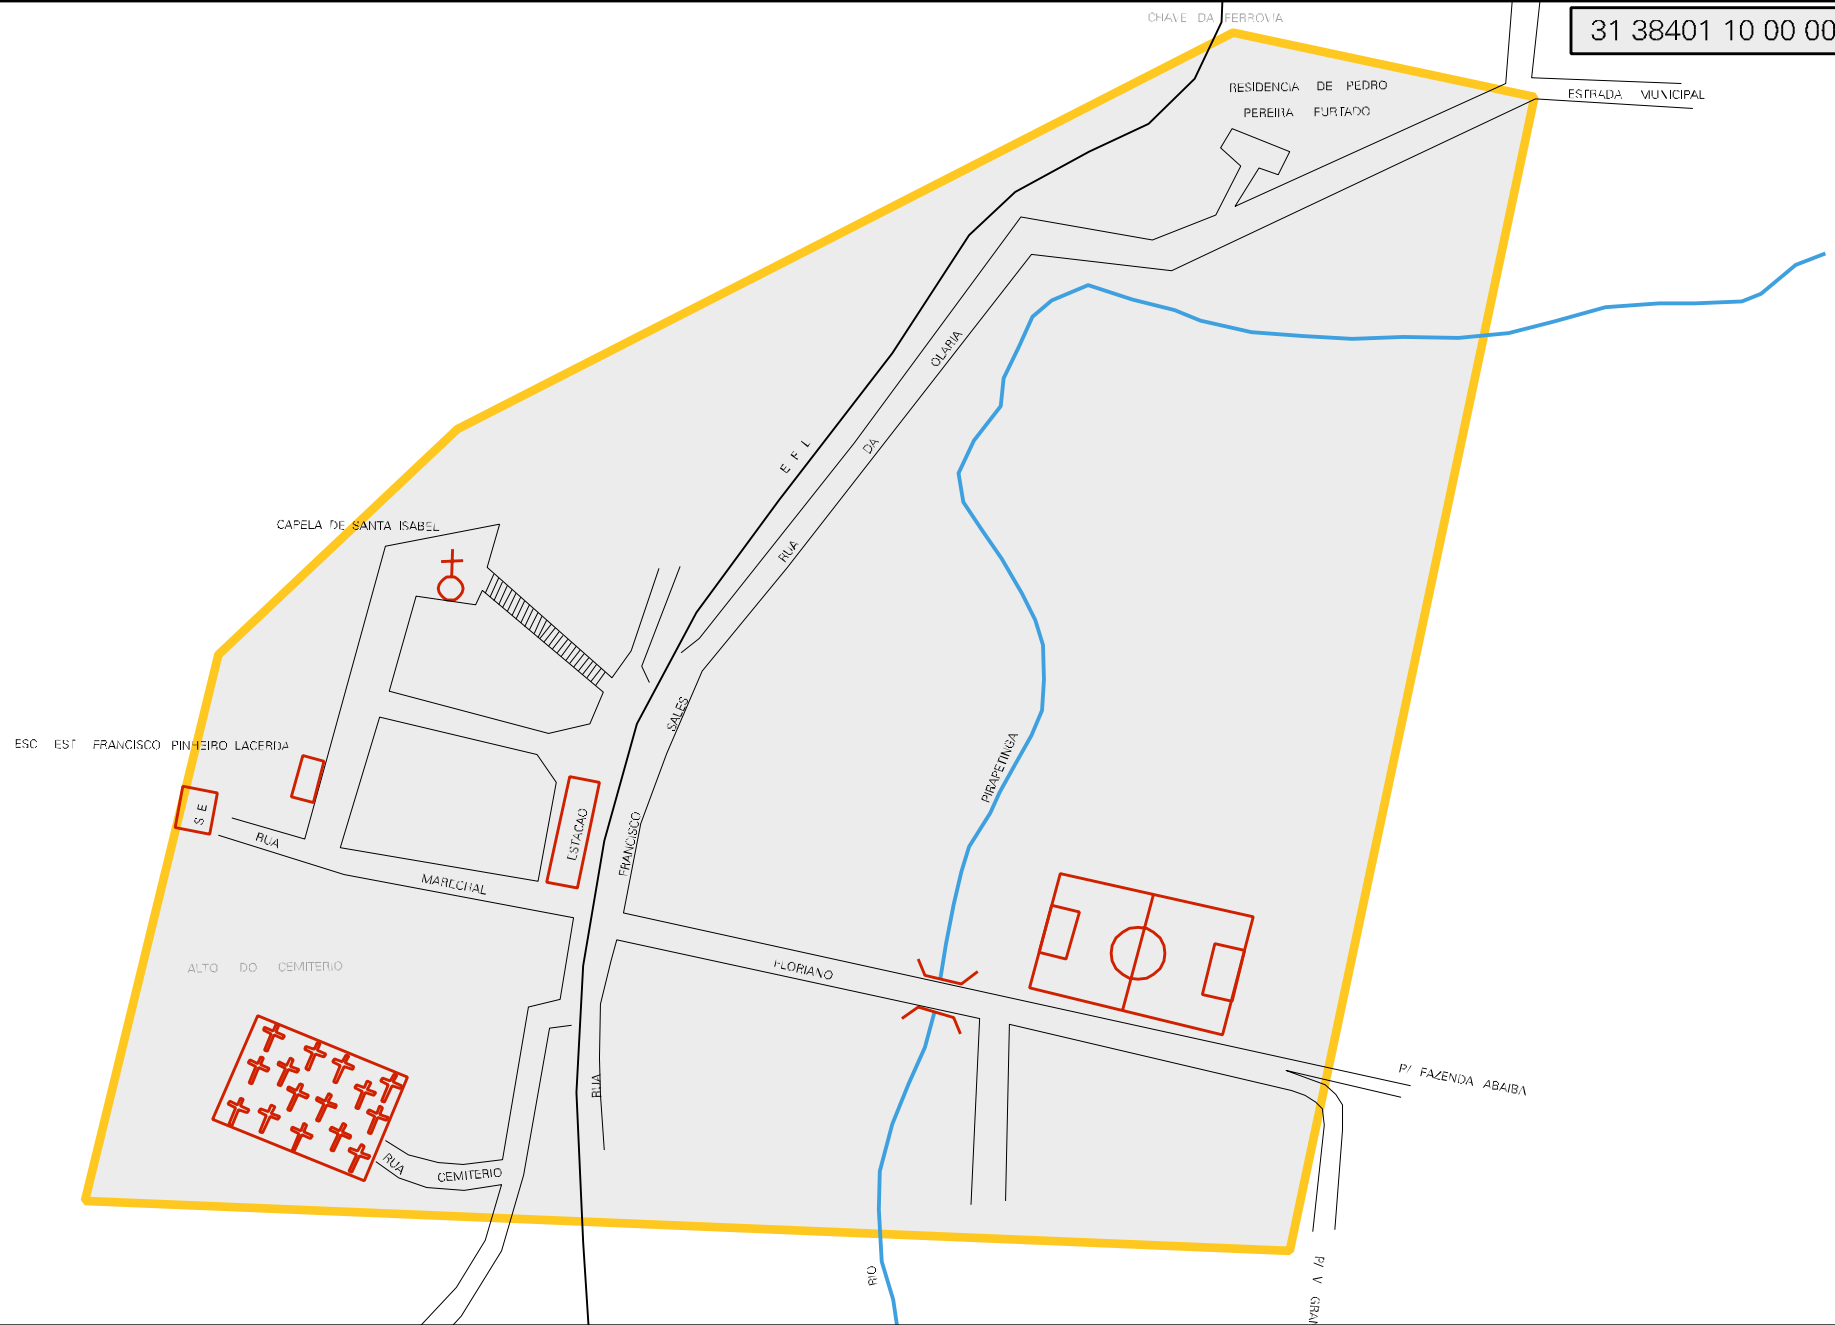 CHAVE DA FERROVIA
31 38401 10 00 00
RESIDENCIA DE PEDRO
PEREIRA FURTADO
ESTRADA MUNICIPAL
RUA DA OLARIA
E F L
CAPELA DE SANTA ISABEL
ESC EST FRANCISCO PINHEIRO LACERDA
S E
ESTACAO
RUA FRANCISCO SALES
RUA MARECHAL FLORIANO
RIO PIRAPETINGA
ALTO DO CEMITERIO
RUA CEMITERIO
P/ FAZENDA ABAIBA
P/ V GRAN